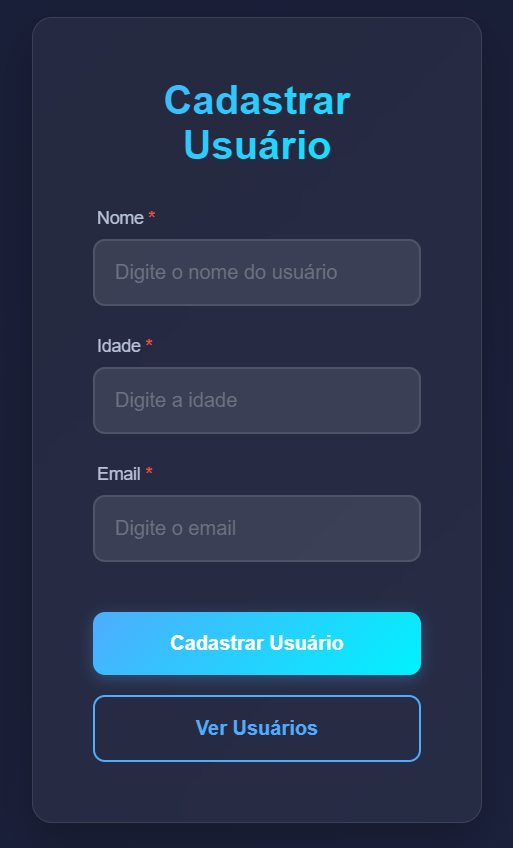 Cadastrar
Usuário
Nome *
Digite o nome do usuário
Idade *
Digite a idade
Email *
Digite o email
Cadastrar Usuário
Ver Usuários